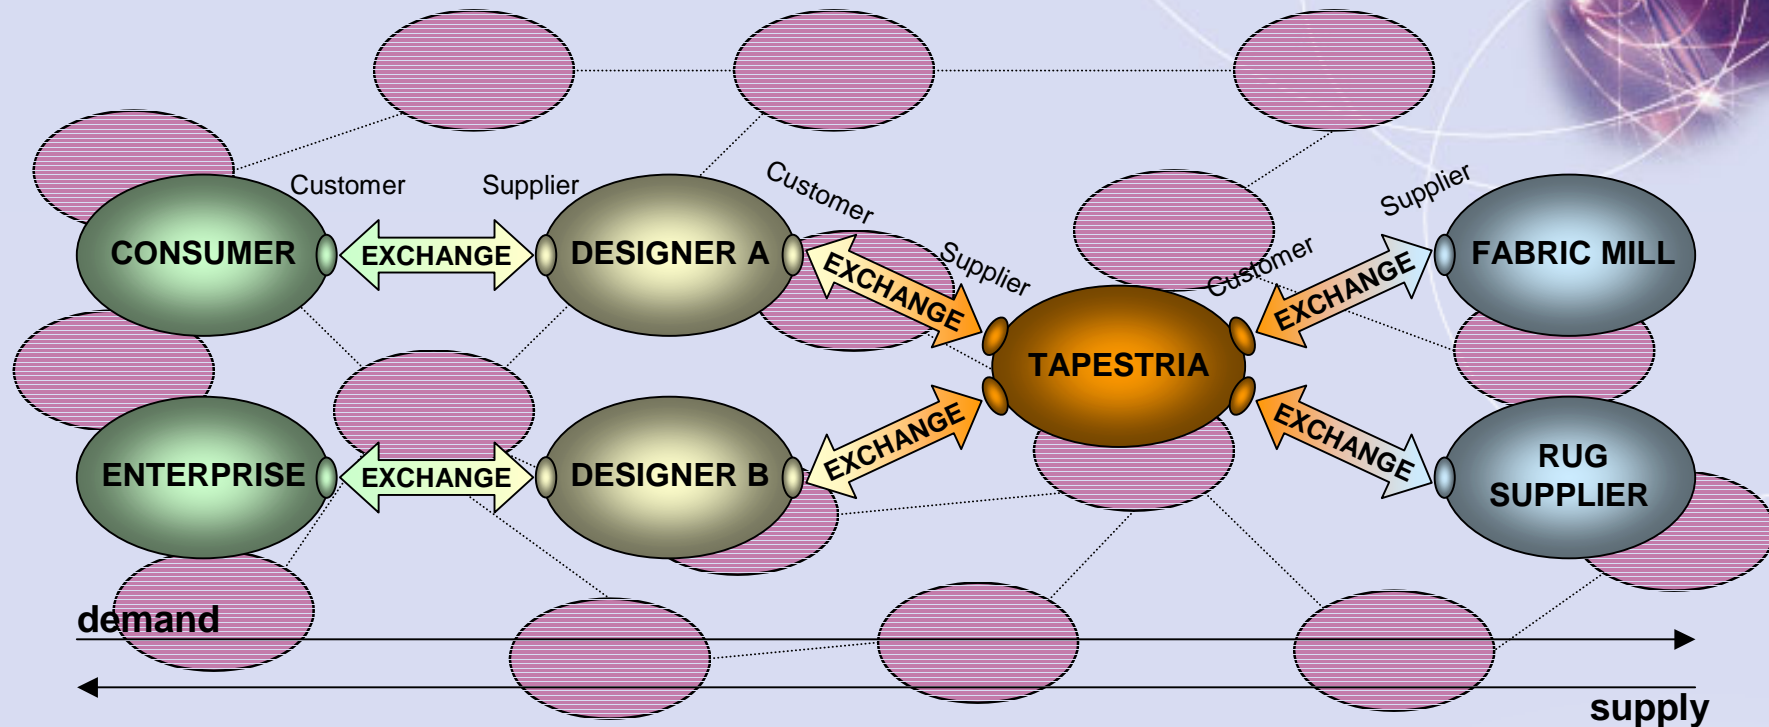 Customer
Supplier
Customer
Supplier
Customer
Supplier
CONSUMER
EXCHANGE
DESIGNER A
EXCHANGE
EXCHANGE
FABRIC MILL
TAPESTRIA
ENTERPRISE
EXCHANGE
DESIGNER B
EXCHANGE
EXCHANGE
RUG
SUPPLIER
demand
supply